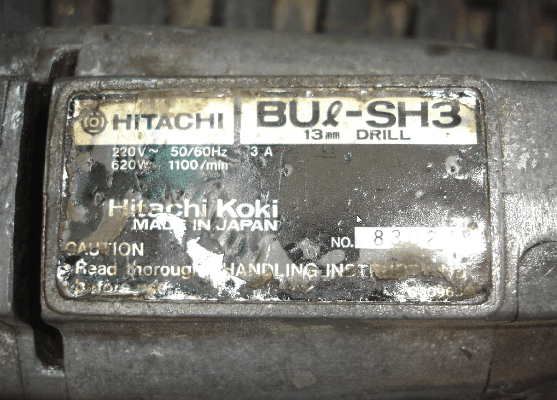 HITACHI BUℓ-SH3
13mm DRILL
220V~ 50/60Hz 3 A
620W 1100/min
Hitachi Koki
MADE IN JAPAN
NO. 83
CAUTION
Read thorough HANDLING